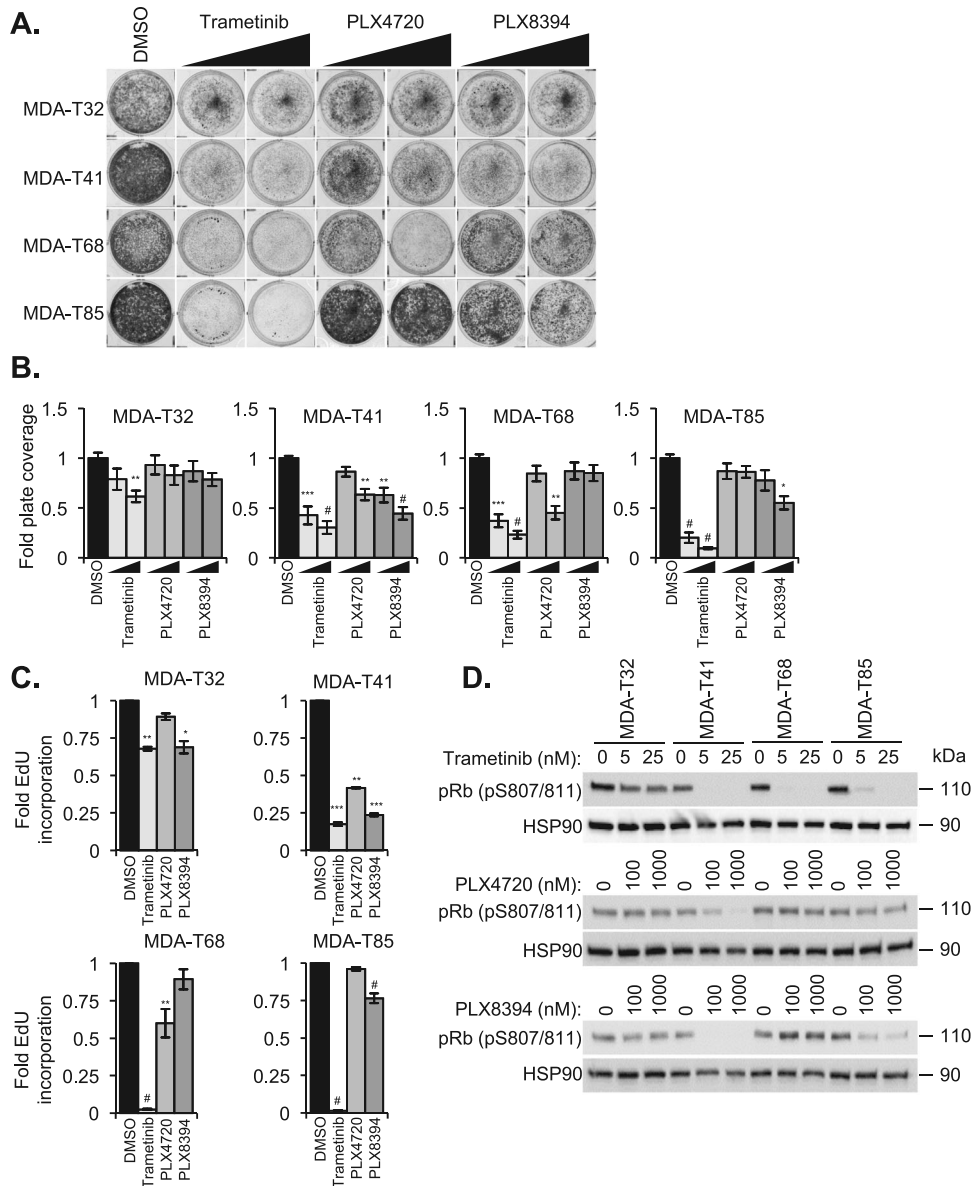 A.
DMSO Trametinib PLX4720 PLX8394
MDA-T32
MDA-T41
MDA-T68
MDA-T85
B.
Fold plate coverage
1.5 1 0.5 0
MDA-T32
** 
DMSO Trametinib PLX4720 PLX8394
1.5 1 0.5 0
MDA-T41
*** # ** ** #
DMSO Trametinib PLX4720 PLX8394
1.5 1 0.5 0
MDA-T68
*** # **
DMSO Trametinib PLX4720 PLX8394
1.5 1 0.5 0
MDA-T85
# # *
DMSO Trametinib PLX4720 PLX8394
C.
Fold EdU
incorporation
MDA-T32
1 0.75 0.5 0.25 0
** *
DMSO Trametinib PLX4720 PLX8394
MDA-T41
1 0.75 0.5 0.25 0
*** ** ***
DMSO Trametinib PLX4720 PLX8394
Fold EdU
incorporation
MDA-T68
1 0.75 0.5 0.25 0
# **
DMSO Trametinib PLX4720 PLX8394
MDA-T85
1 0.75 0.5 0.25 0
# #
DMSO Trametinib PLX4720 PLX8394
D.
MDA-T32 MDA-T41 MDA-T68 MDA-T85
Trametinib (nM): 0 5 25 0 5 25 0 5 25 0 5 25 kDa
pRb (pS807/811) 110
HSP90 90
PLX4720 (nM): 0 100 1000 0 100 1000 0 100 1000 0 100 1000
pRb (pS807/811) 110
HSP90 90
PLX8394 (nM): 0 100 1000 0 100 1000 0 100 1000 0 100 1000
pRb (pS807/811) 110
HSP90 90